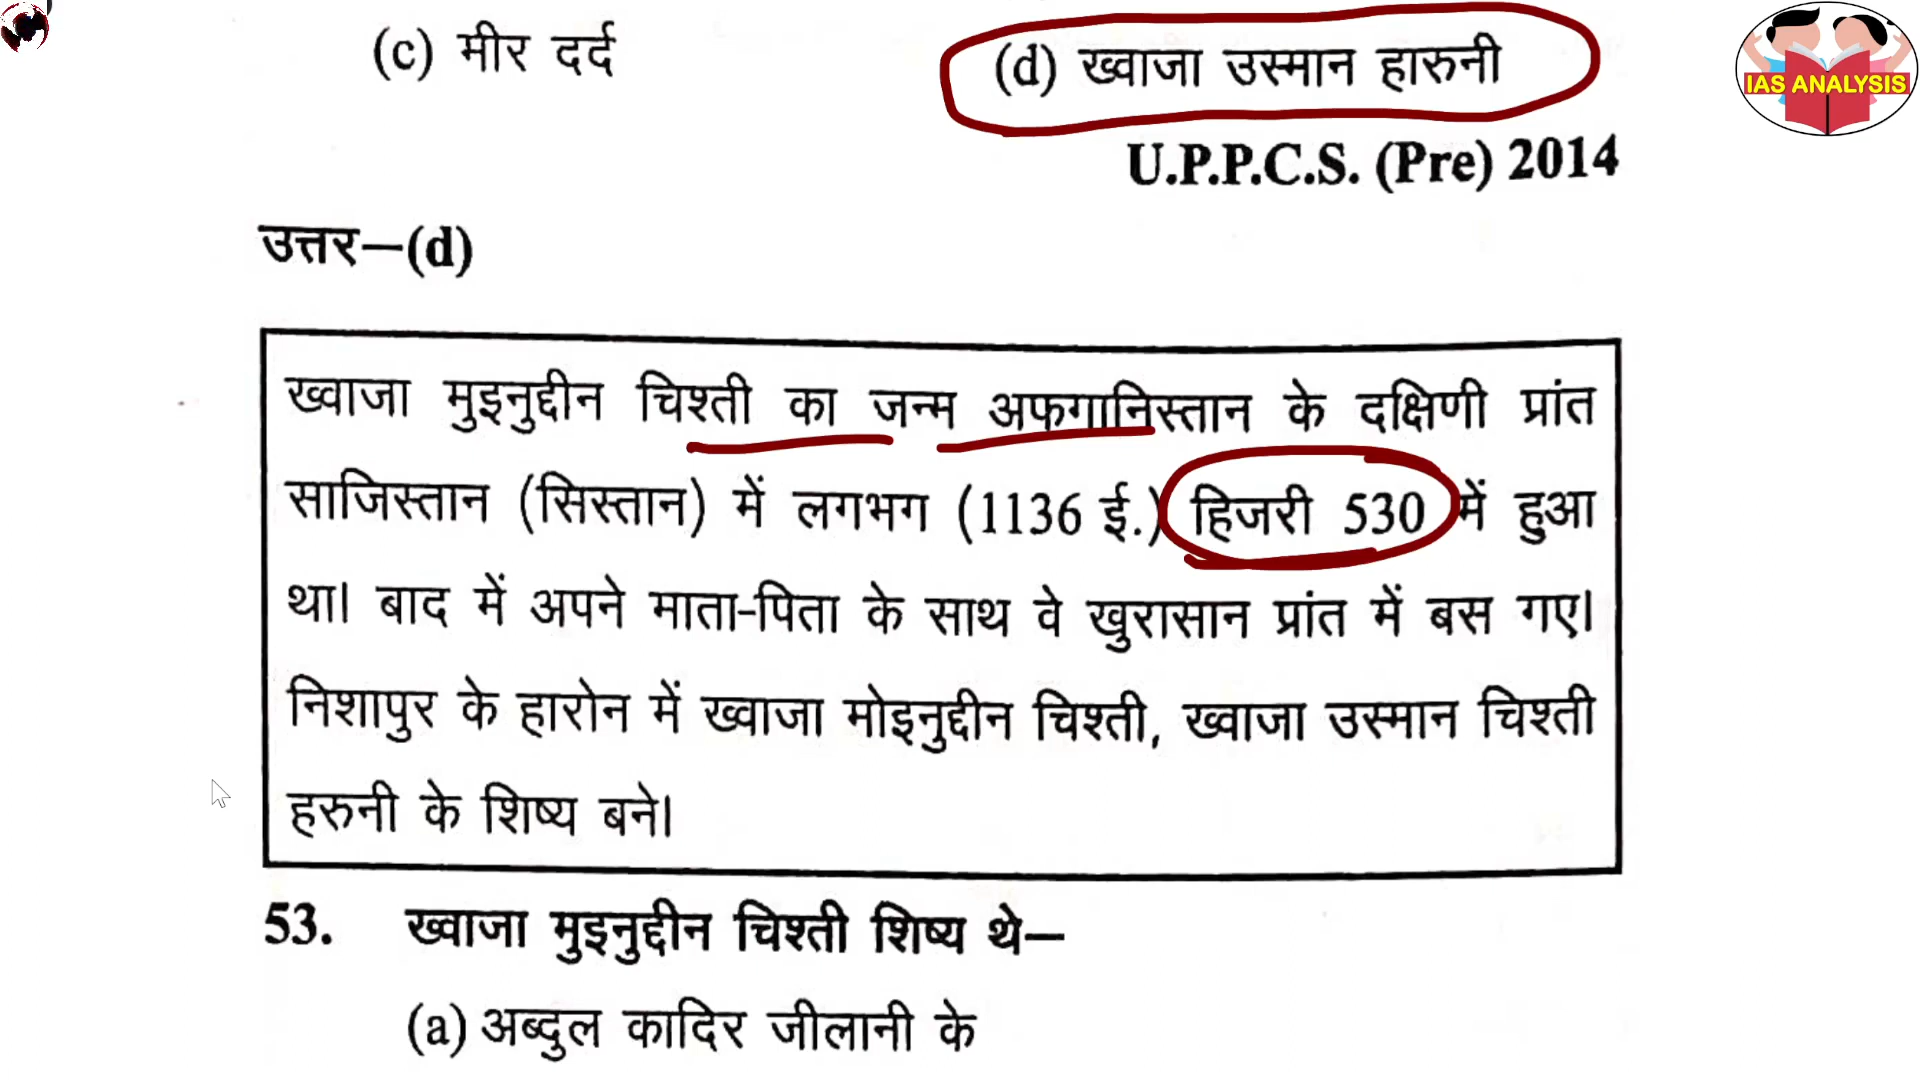 (c) मीर दर्द
(d) ख्वाजा उस्मान हारुनी
IAS ANALYSIS
U.P.P.C.S. (Pre) 2014
उत्तर—(d)
ख्वाजा मुइनुद्दीन चिश्ती का जन्म अफगानिस्तान के दक्षिणी प्रांत
साजिस्तान (सिस्तान) में लगभग (1136 ई.) हिजरी 530 में हुआ
था। बाद में अपने माता-पिता के साथ वे खुरासान प्रांत में बस गए।
निशापुर के हारोन में ख्वाजा मोइनुद्दीन चिश्ती, ख्वाजा उस्मान चिश्ती
हरुनी के शिष्य बने।
53. ख्वाजा मुइनुद्दीन चिश्ती शिष्य थे—
(a) अब्दुल कादिर जीलानी के